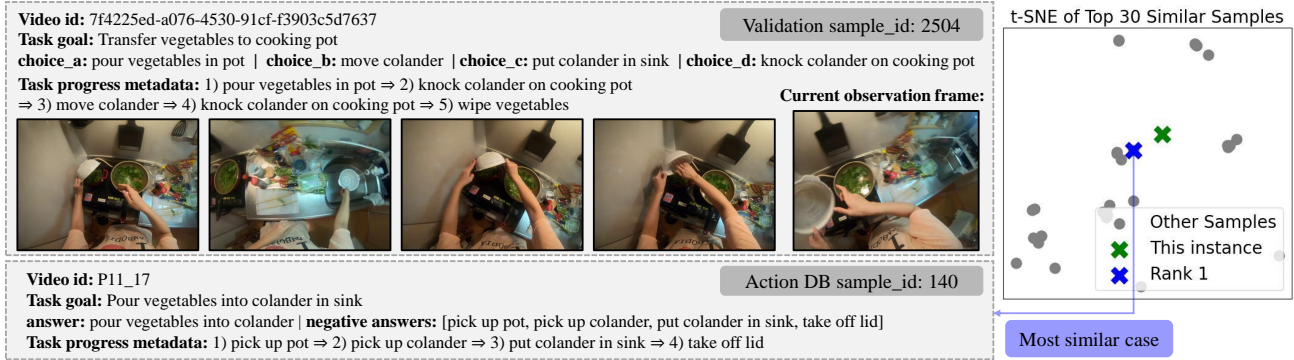 Video id: 7f4225ed-a076-4530-91cf-f3903c5d7637
Validation sample_id: 2504
Task goal: Transfer vegetables to cooking pot
choice_a: pour vegetables in pot | choice_b: move colander | choice_c: put colander in sink | choice_d: knock colander on cooking pot
Task progress metadata: 1) pour vegetables in pot ⇒ 2) knock colander on cooking pot
⇒ 3) move colander ⇒ 4) knock colander on cooking pot ⇒ 5) wipe vegetables
Current observation frame:
Video id: P11_17
Action DB sample_id: 140
Task goal: Pour vegetables into colander in sink
answer: pour vegetables into colander | negative answers: [pick up pot, pick up colander, put colander in sink, take off lid]
Task progress metadata: 1) pick up pot ⇒ 2) pick up colander ⇒ 3) put colander in sink ⇒ 4) take off lid
t-SNE of Top 30 Similar Samples
Other Samples
This instance
Rank 1
Most similar case